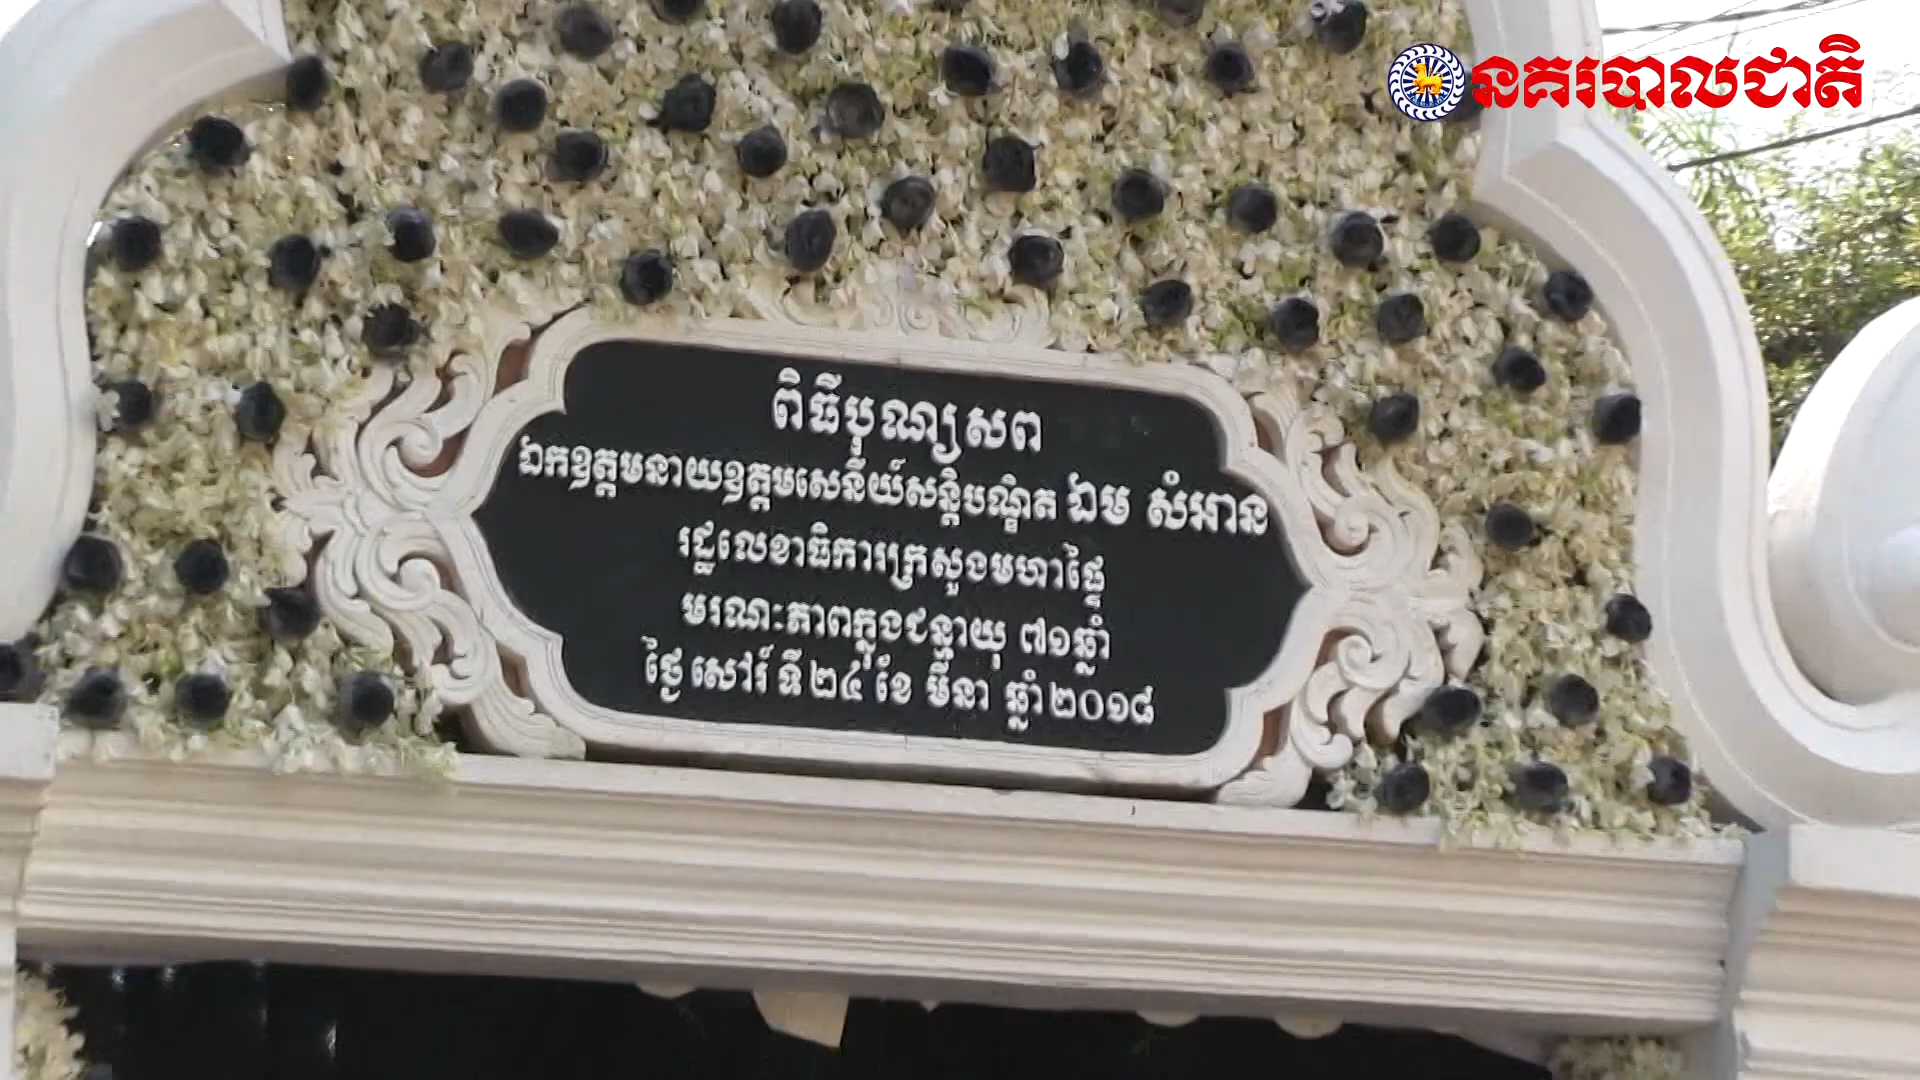 នគរបាលជាតិ
ពិធីបុណ្យសព
ឯកឧត្តមនាយឧត្តមសេនីយ៍សន្តិបណ្ឌិត ឯម សំអាន
រដ្ឋលេខាធិការក្រសួងមហាផ្ទៃ
មរណៈភាពក្នុងជន្មាយុ ៧១ឆ្នាំ
ថ្ងៃ សៅរ៍ ទី ២៤ ខែ មីនា ឆ្នាំ ២០១៨